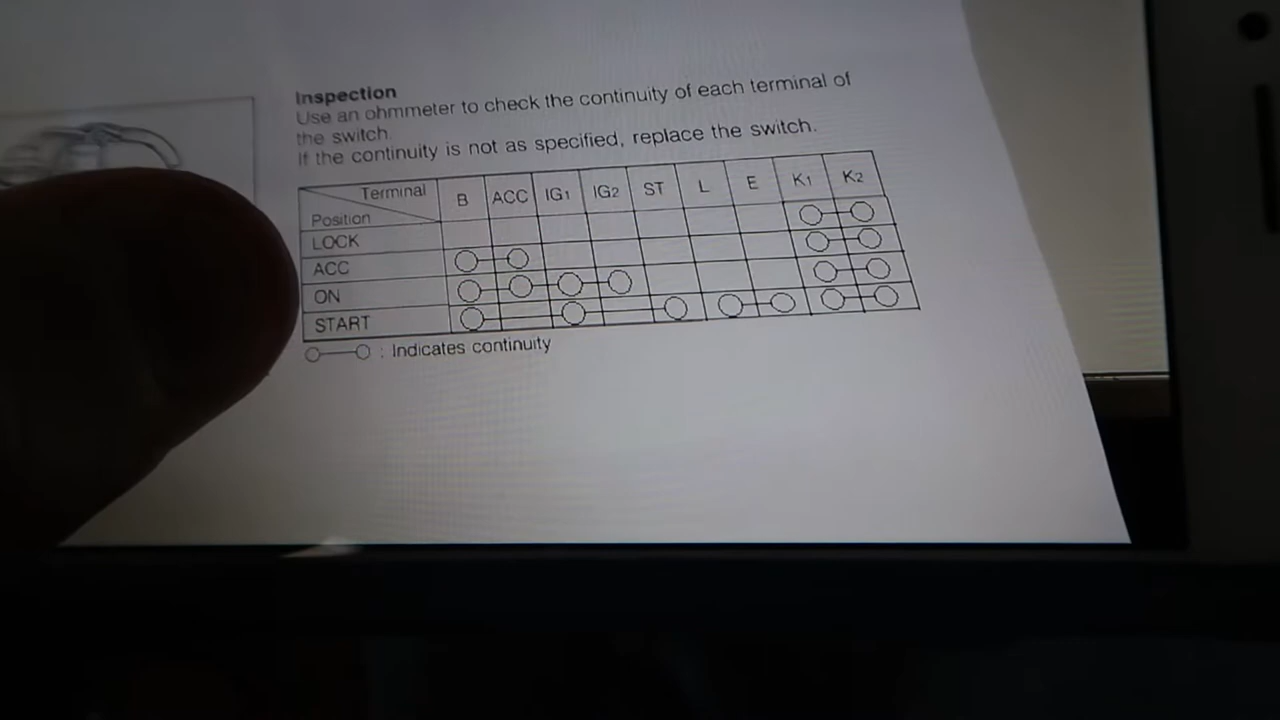 Inspection
Use an ohmmeter to check the continuity of each terminal of
the switch.
If the continuity is not as specified, replace the switch.
Terminal B ACC IG1 IG2 ST L E K1 K2
Position
LOCK
ACC
ON
START
: Indicates continuity